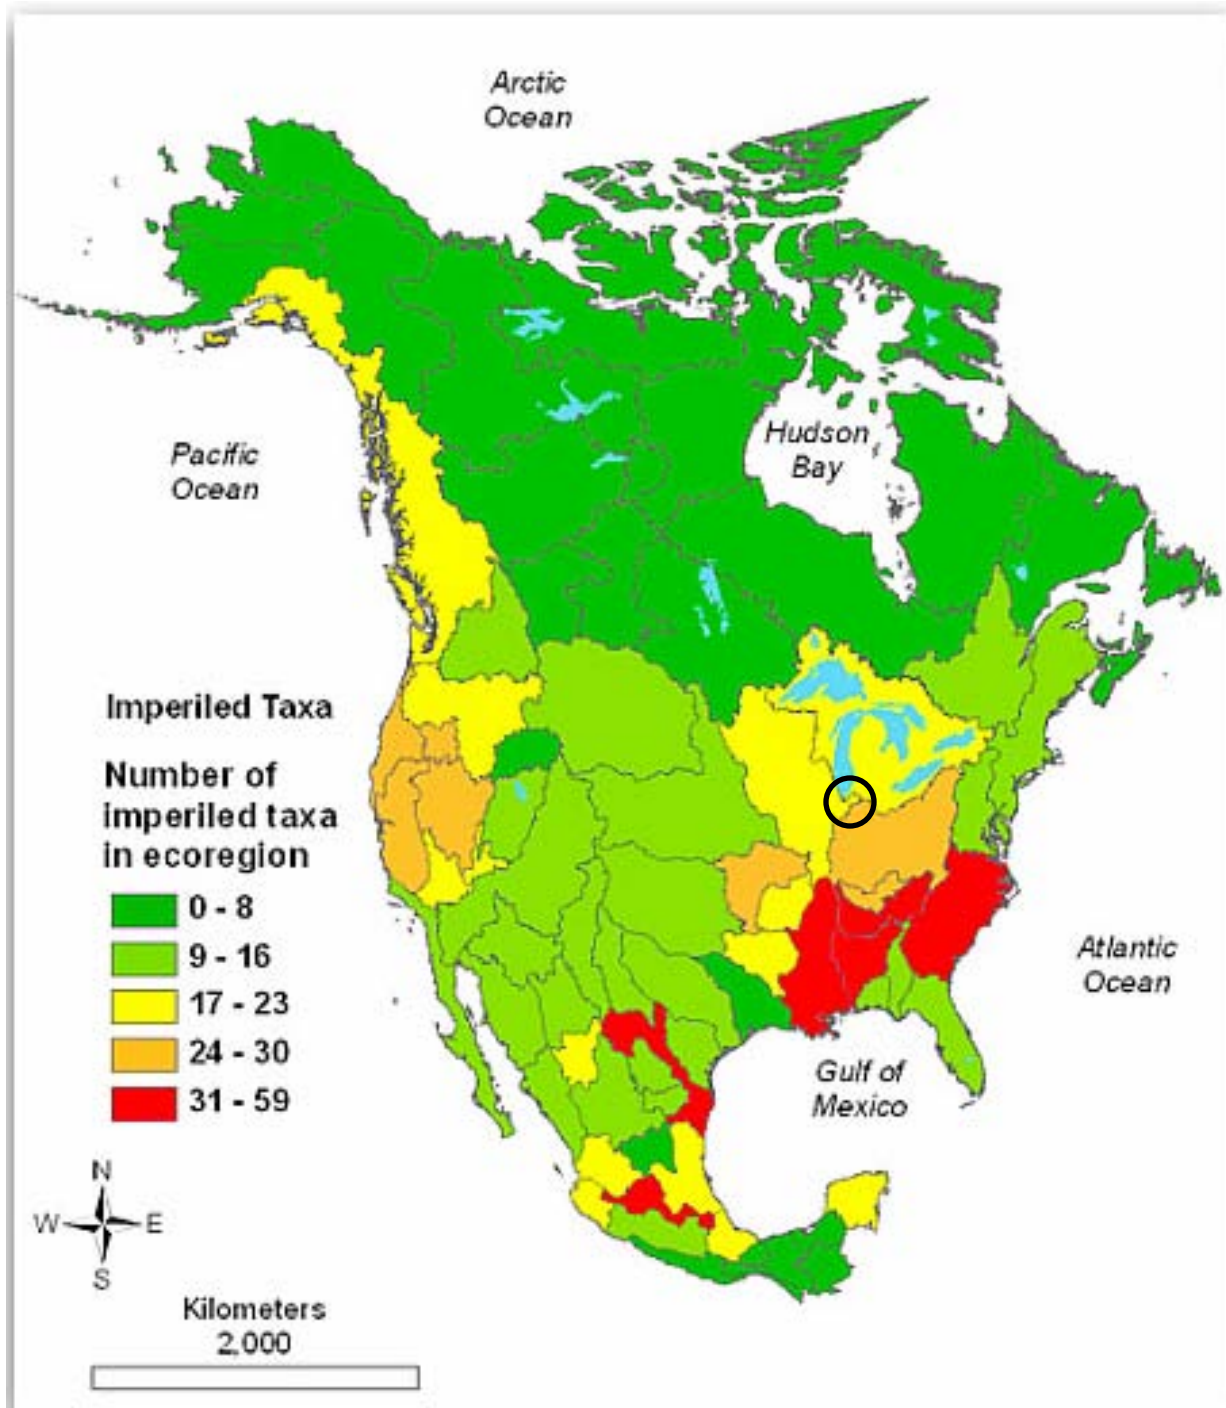 Arctic
Ocean
Hudson
Bay
Pacific
Ocean
Imperiled Taxa
Number of
imperiled taxa
in ecoregion
0 - 8
9 - 16
17 - 23
24 - 30
31 - 59
Atlantic
Ocean
Gulf of
Mexico
N
W
E
S
Kilometers
2,000